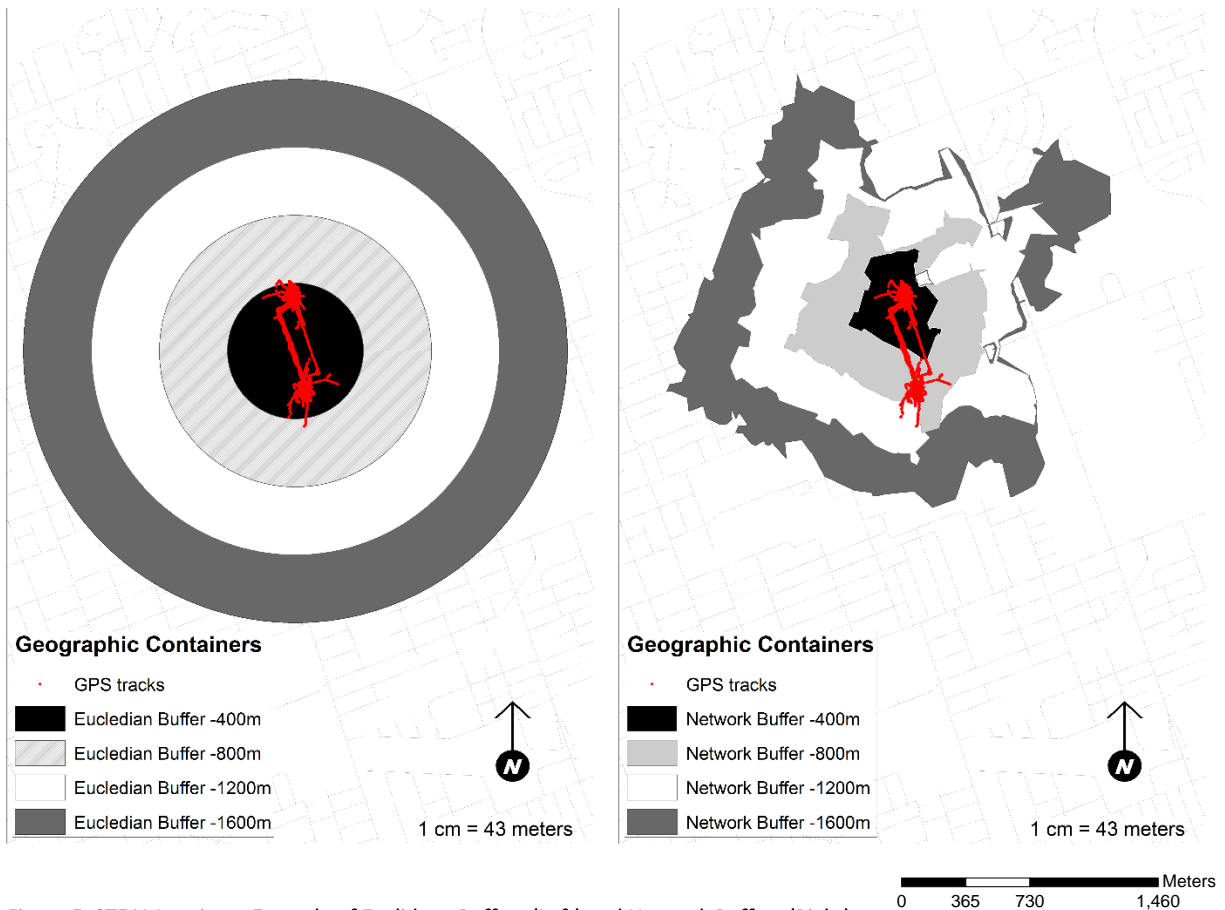 Geographic Containers
GPS tracks
Eucledian Buffer -400m
Eucledian Buffer -800m
Eucledian Buffer -1200m
Eucledian Buffer -1600m
N
1 cm = 43 meters
Geographic Containers
GPS tracks
Network Buffer -400m
Network Buffer -800m
Network Buffer -1200m
Network Buffer -1600m
N
1 cm = 43 meters
Meters
0 365 730 1,460